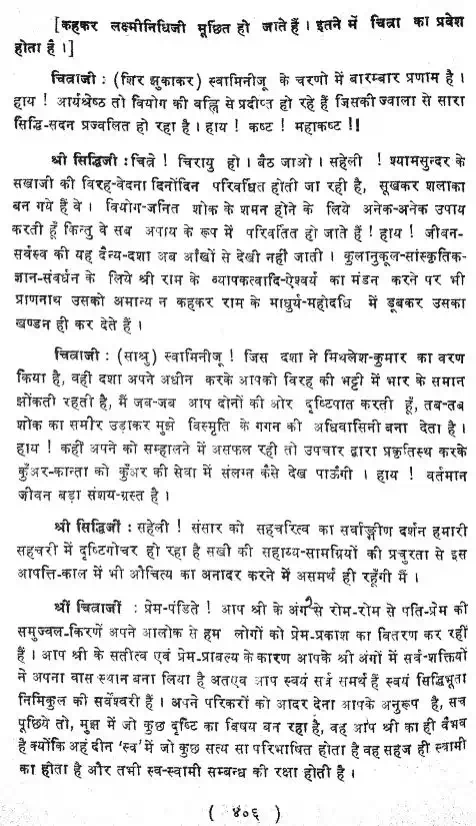 [कहकर लक्ष्मीनिधिजी मूर्छित हो जाते हैं। इतने में चित्रा का प्रवेश
होता है।]
चित्राजी : (शिर झुकाकर) स्वामिनीजू के चरणों में बारम्बार प्रणाम है।
हाय ! आर्यश्रेष्ठ तो वियोग की बह्नि से प्रदीप्त हो रहे हैं जिसकी ज्वाला से सारा
सिद्धि-सदन प्रज्वलित हो रहा है। हाय ! कष्ट ! महाकष्ट !!
श्री सिद्धिजी : चित्रे ! चिरायु हो। बैठ जाओ। सहेली ! श्यामसुन्दर के
सखाजी की विरह-वेदना दिनोंदिन परिवर्धित होती जा रही है, सूखकर शलाका
बन गये हैं वे। वियोग-जनित शोक के शमन होने के लिये अनेक-अनेक उपाय
करती हूँ किन्तु वे सब अपाय के रूप में परिवर्तित हो जाते हैं ! हाय ! जीवन-
सर्वस्व की यह दैन्य-दशा अब आँखों से देखी नहीं जाती। कुलानुकूल-सांस्कृतिक-
ज्ञान-संवर्धन के लिये श्री राम के व्यापकत्वादि-ऐश्वर्य का मंडन करने पर भी
प्राणनाथ उसको अमान्य न कहकर राम के माधुर्य-महोदधि में डूबकर उसका
खण्डन ही कर देते हैं।
चित्राजी : (साश्रु) स्वामिनीजू ! जिस दशा ने मिथलेश-कुमार का वरण
किया है, वही दशा अपने अधीन करके आपको विरह की भट्टी में भार के समान
झोंकती रहती है, मैं जब-जब आप दोनों की ओर दृष्टिपात करती हूँ, तब-तब
शोक का समीर उड़ाकर मुझे विस्मृति के गगन की अधिवासिनी बना देता है।
हाय ! कहीं अपने को सम्हालने में असफल रही तो उपचार द्वारा प्रकृतिस्थ करके
कुँअर-कान्ता को कुँअर की सेवा में संलग्न कैसे देख पाऊँगी। हाय ! वर्तमान
जीवन बड़ा संशय-ग्रस्त है।
श्री सिद्धिजी : सहेली ! संसार को सहचरित्व का सर्वाङ्गीण दर्शन हमारी
सहचरी में दृष्टिगोचर हो रहा है सखी की सहाय्य-सामग्रियों की प्रचुरता से इस
आपत्ति-काल में भी औचित्य का अनादर करने में असमर्थ ही रहूँगी मैं।
श्री चित्राजी : प्रेम-पंडिते ! आप श्री के अंग से रोम-रोम से पति-प्रेम की
समुज्वल-किरणें अपने आलोक से हम लोगों को प्रेम-प्रकाश का वितरण कर रहीं
हैं। आप श्री के सतीत्व एवं प्रेम-प्राबल्य के कारण आपके श्री अंगों में सर्व-शक्तियों
ने अपना वास स्थान बना लिया है अतएव आप स्वयं सर्व समर्थ हैं स्वयं सिद्धिभूता
निमिकुल की सर्वेश्वरी हैं। अपने परिकरों को आदर देना आपके अनुरूप है, सच
पूछिये तो, मुझ में जो कुछ दृष्टि का विषय बन रहा है, वह आप श्री का ही वैभव
है क्योंकि अहं दीन 'स्व' में जो कुछ सत्य सा परिभाषित होता है वह सहज ही स्वामी
का होता है और तभी स्व-स्वामी सम्बन्ध की रक्षा होती है।
( ४०६ )